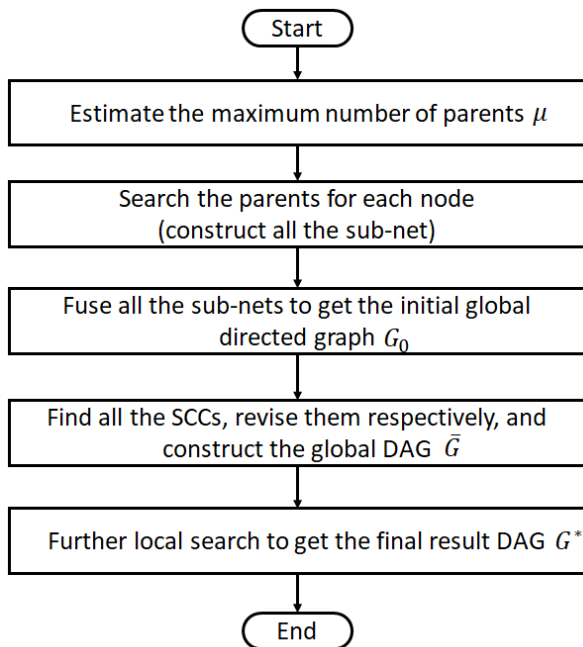 Start
Estimate the maximum number of parents μ
Search the parents for each node
(construct all the sub-net)
Fuse all the sub-nets to get the initial global
directed graph G₀
Find all the SCCs, revise them respectively, and
construct the global DAG Ḡ
Further local search to get the final result DAG G*
End